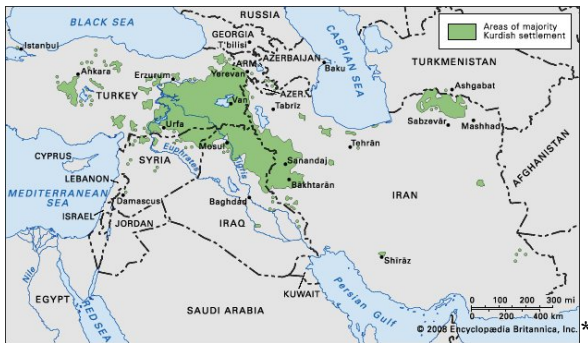 BLACK SEA
RUSSIA
CASPIAN SEA
Areas of majority
Kurdish settlement
GEORGIA
T'bilisi
Istanbul
ARM.
AZERBAIJAN
TURKMENISTAN
Ankara
Erzurum
Yerevan
Baku
TURKEY
AZER.
Ashgabat
Van
Tabrīz
Sabzevār
Mashhad
Urfa
Tehrān
CYPRUS
SYRIA
Mosul
AFGHANISTAN
LEBANON
Euphrates
Tigris
Sanandaj
MEDITERRANEAN
SEA
Damascus
Bākhtarān
IRAN
Baghdād
ISRAEL
JORDAN
IRAQ
Shīrāz
Nile
KUWAIT
EGYPT
RED SEA
SAUDI ARABIA
Persian Gulf
0 100 200 300 mi
0 200 400 km
© 2008 Encyclopædia Britannica, Inc. *